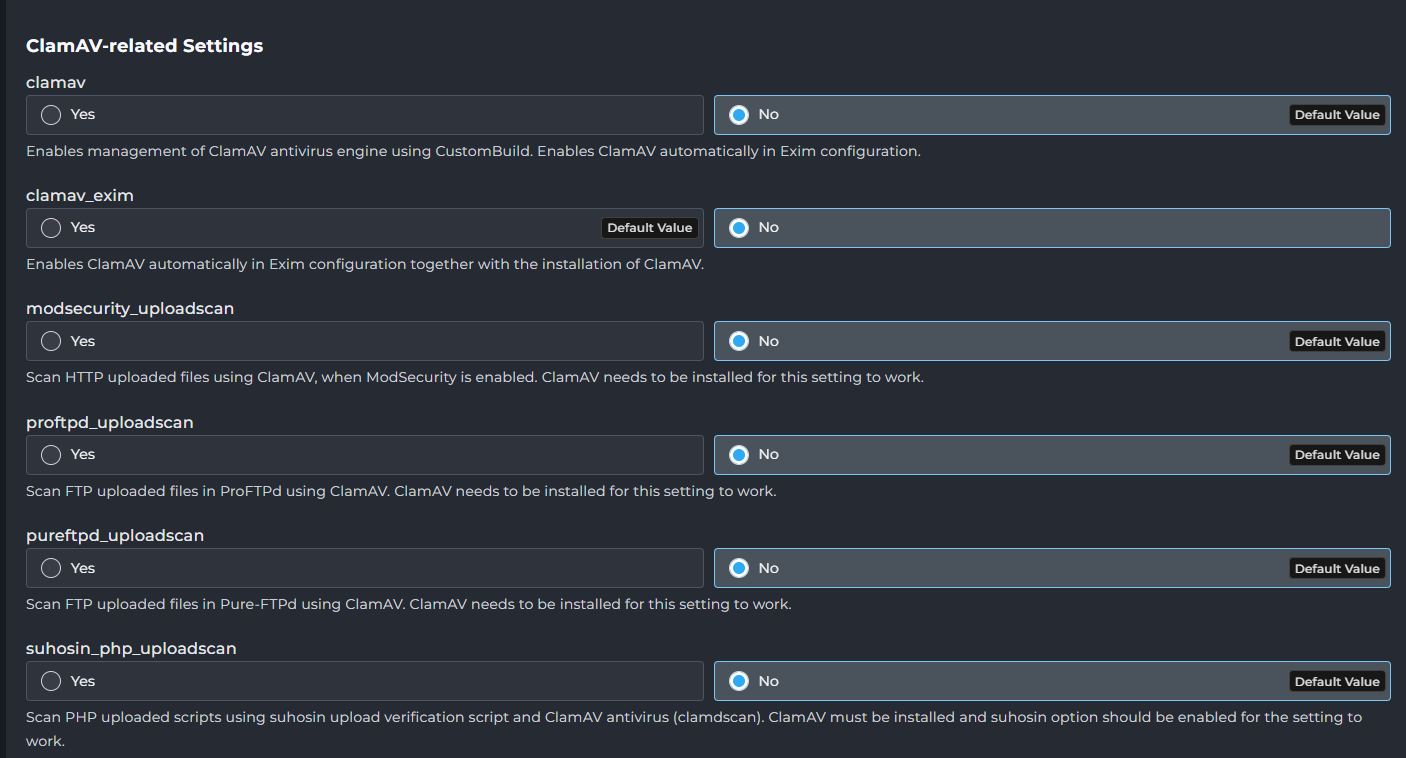 ClamAV-related Settings
clamav
Yes
No
Default Value
Enables management of ClamAV antivirus engine using CustomBuild. Enables ClamAV automatically in Exim configuration.
clamav_exim
Yes
Default Value
No
Enables ClamAV automatically in Exim configuration together with the installation of ClamAV.
modsecurity_uploadscan
Yes
No
Default Value
Scan HTTP uploaded files using ClamAV, when ModSecurity is enabled. ClamAV needs to be installed for this setting to work.
proftpd_uploadscan
Yes
No
Default Value
Scan FTP uploaded files in ProFTPd using ClamAV. ClamAV needs to be installed for this setting to work.
pureftpd_uploadscan
Yes
No
Default Value
Scan FTP uploaded files in Pure-FTPd using ClamAV. ClamAV needs to be installed for this setting to work.
suhosin_php_uploadscan
Yes
No
Default Value
Scan PHP uploaded scripts using suhosin upload verification script and ClamAV antivirus (clamdscan). ClamAV must be installed and suhosin option should be enabled for the setting to
work.